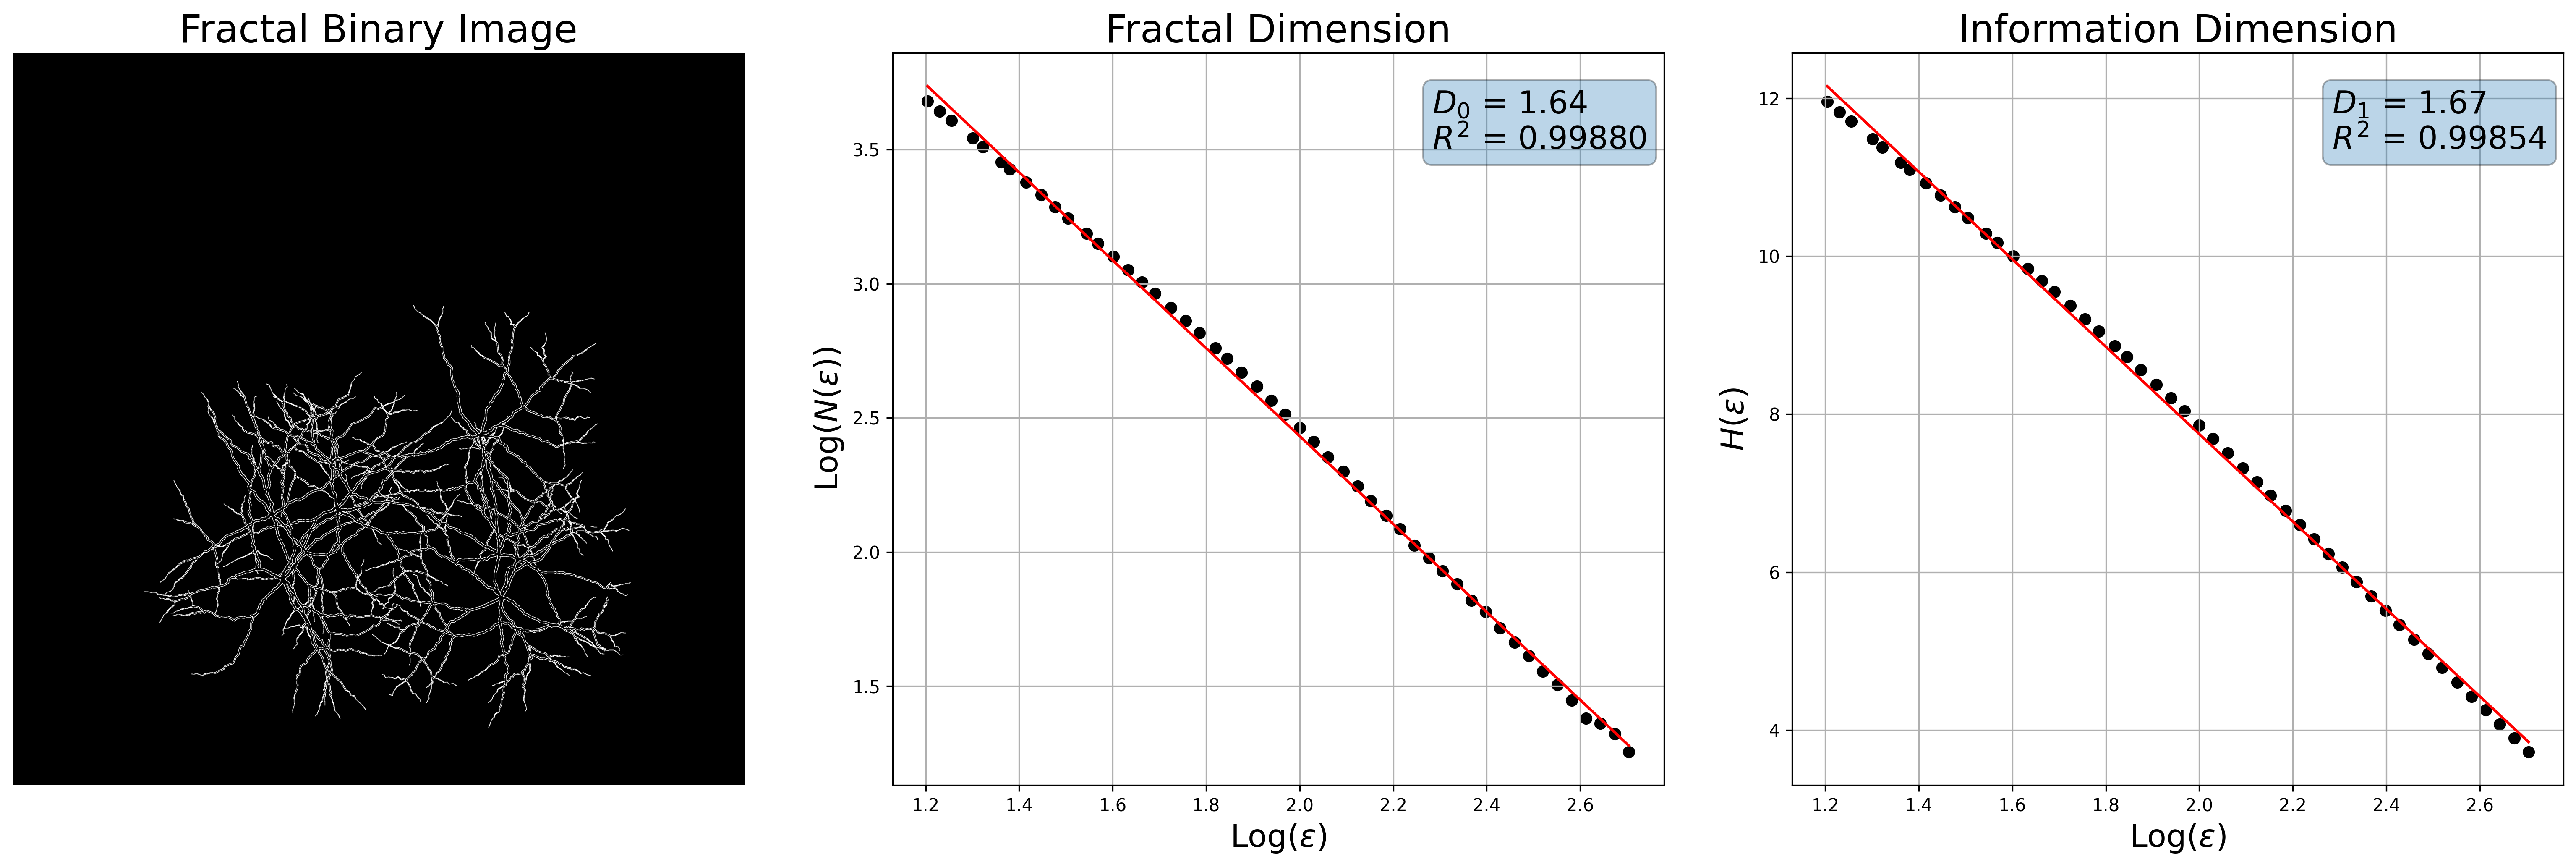 Fractal Binary Image
Fractal Dimension
Log(N(ε))
3.5
3.0
2.5
2.0
1.5
D₀ = 1.64
R² = 0.99880
1.2 1.4 1.6 1.8 2.0 2.2 2.4 2.6
Log(ε)
Information Dimension
H(ε)
12
10
8
6
4
D₁ = 1.67
R² = 0.99854
1.2 1.4 1.6 1.8 2.0 2.2 2.4 2.6
Log(ε)